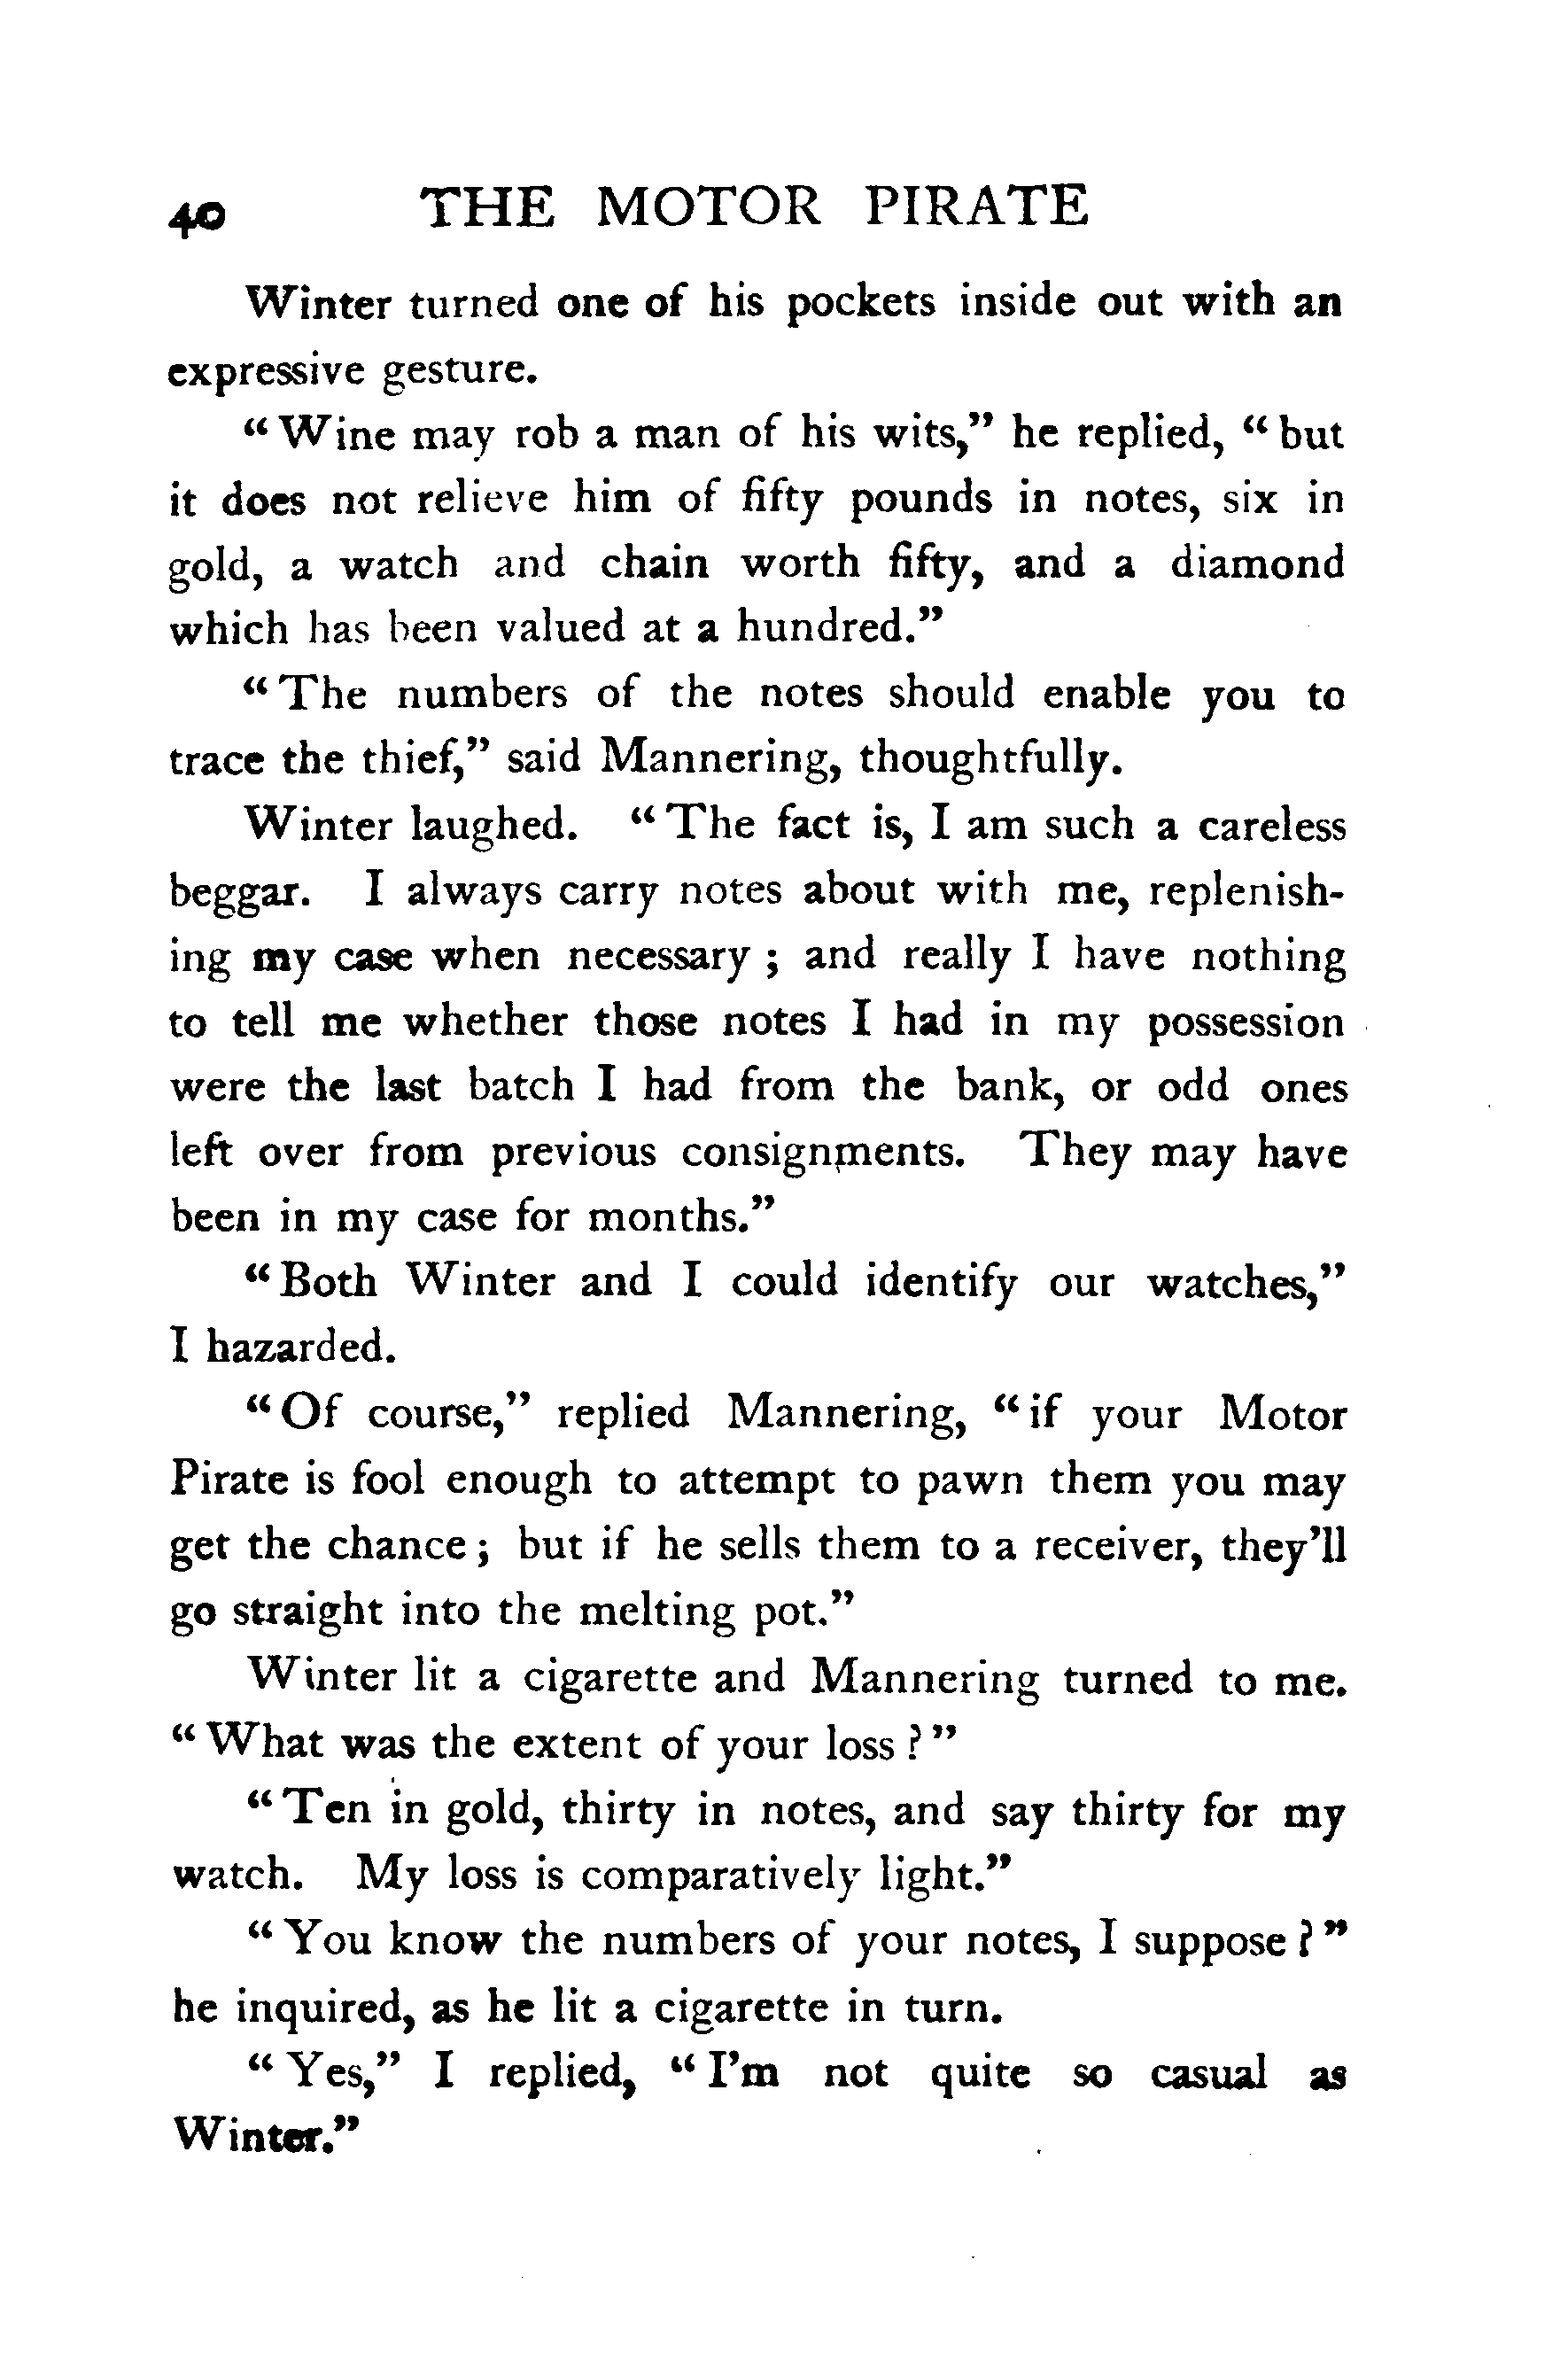 40 THE MOTOR PIRATE
Winter turned one of his pockets inside out with an
expressive gesture.
“Wine may rob a man of his wits,” he replied, “but
it does not relieve him of fifty pounds in notes, six in
gold, a watch and chain worth fifty, and a diamond
which has been valued at a hundred.”
“The numbers of the notes should enable you to
trace the thief,” said Mannering, thoughtfully.
Winter laughed. “The fact is, I am such a careless
beggar. I always carry notes about with me, replenish-
ing my case when necessary ; and really I have nothing
to tell me whether those notes I had in my possession
were the last batch I had from the bank, or odd ones
left over from previous consignments. They may have
been in my case for months.”
“Both Winter and I could identify our watches,”
I hazarded.
“Of course,” replied Mannering, “if your Motor
Pirate is fool enough to attempt to pawn them you may
get the chance ; but if he sells them to a receiver, they’ll
go straight into the melting pot.”
Winter lit a cigarette and Mannering turned to me.
“What was the extent of your loss ?”
“Ten in gold, thirty in notes, and say thirty for my
watch. My loss is comparatively light.”
“You know the numbers of your notes, I suppose ?”
he inquired, as he lit a cigarette in turn.
“Yes,” I replied, “I’m not quite so casual as
Winter.”